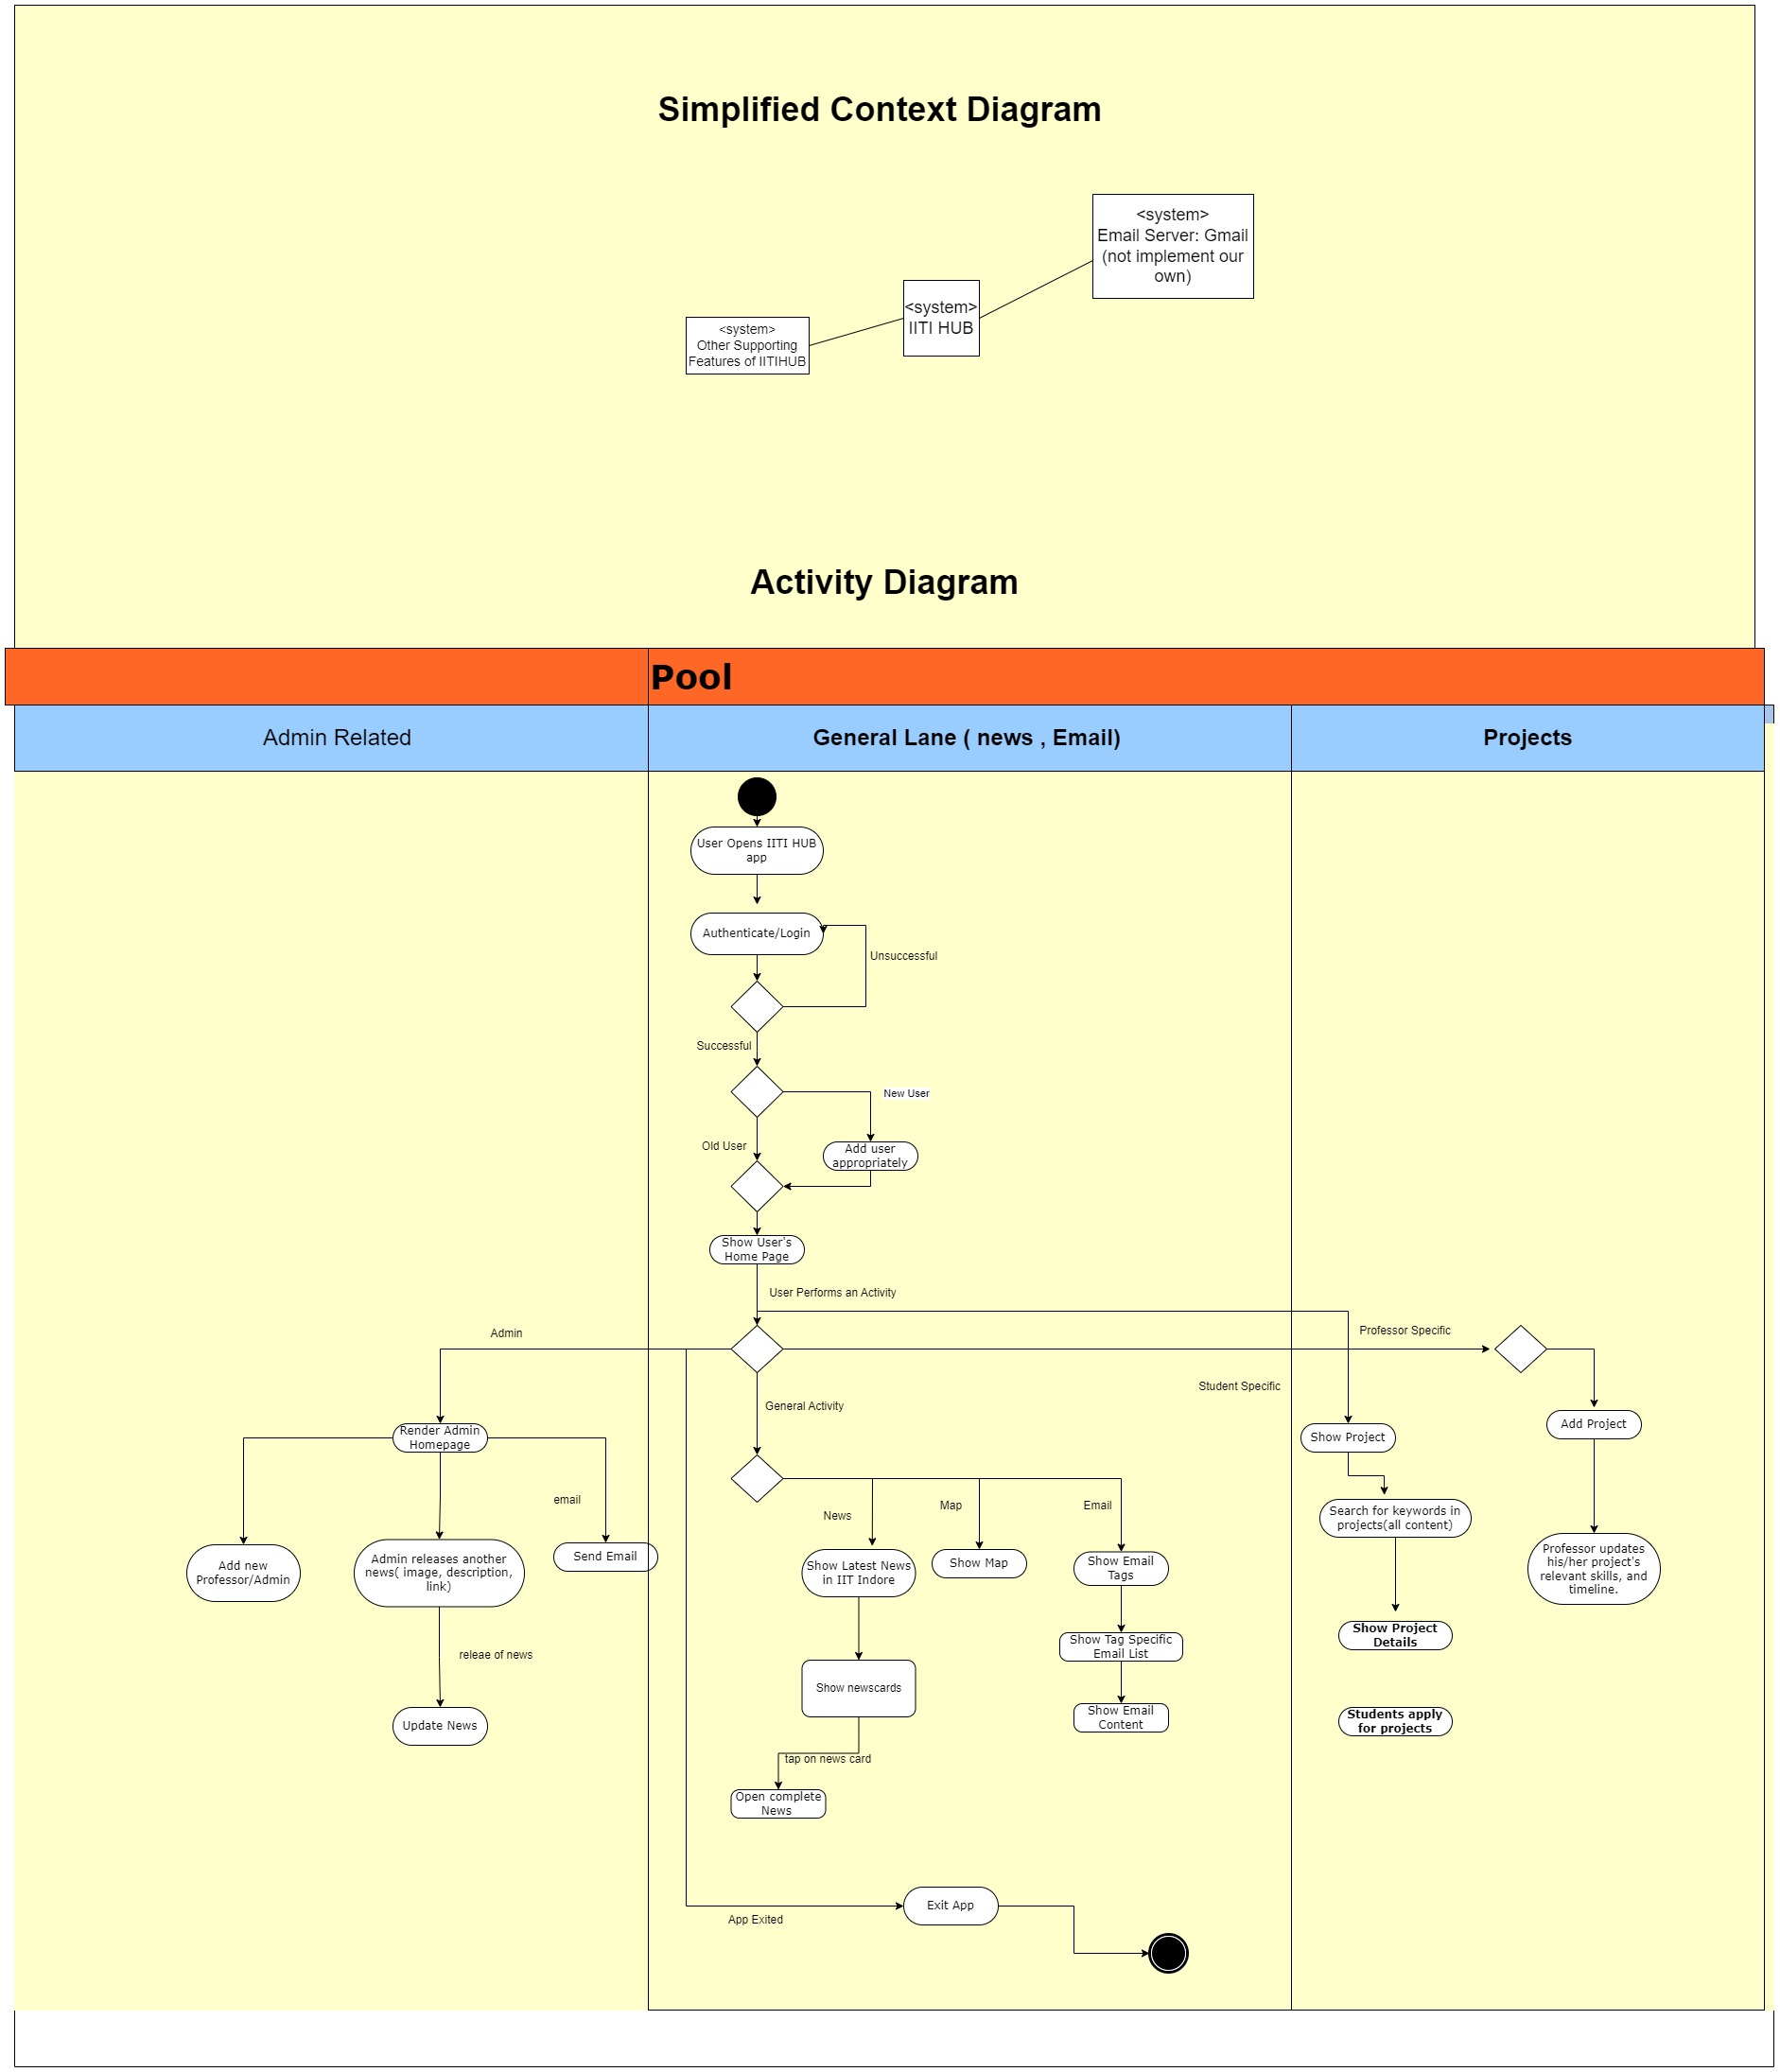 Simplified Context Diagram
<system>
Email Server: Gmail
(not implement our
own)
<system>
IITI HUB
<system>
Other Supporting
Features of IITIHUB
Activity Diagram
Pool
Admin Related
General Lane ( news , Email)
Projects
User Opens IITI HUB
app
Authenticate/Login
Unsuccessful
Successful
New User
Old User
Add user
appropriately
Show User's
Home Page
User Performs an Activity
Admin
Professor Specific
Student Specific
General Activity
Render Admin
Homepage
Show Project
Add Project
email
News
Map
Email
Search for keywords in
projects(all content)
Add new
Professor/Admin
Admin releases another
news( image, description,
link)
Send Email
Show Latest News
in IIT Indore
Show Map
Show Email
Tags
Professor updates
his/her project's
relevant skills, and
timeline.
releae of news
Show Tag Specific
Email List
Show Project
Details
Show newscards
Update News
Show Email
Content
Students apply
for projects
tap on news card
Open complete
News
Exit App
App Exited